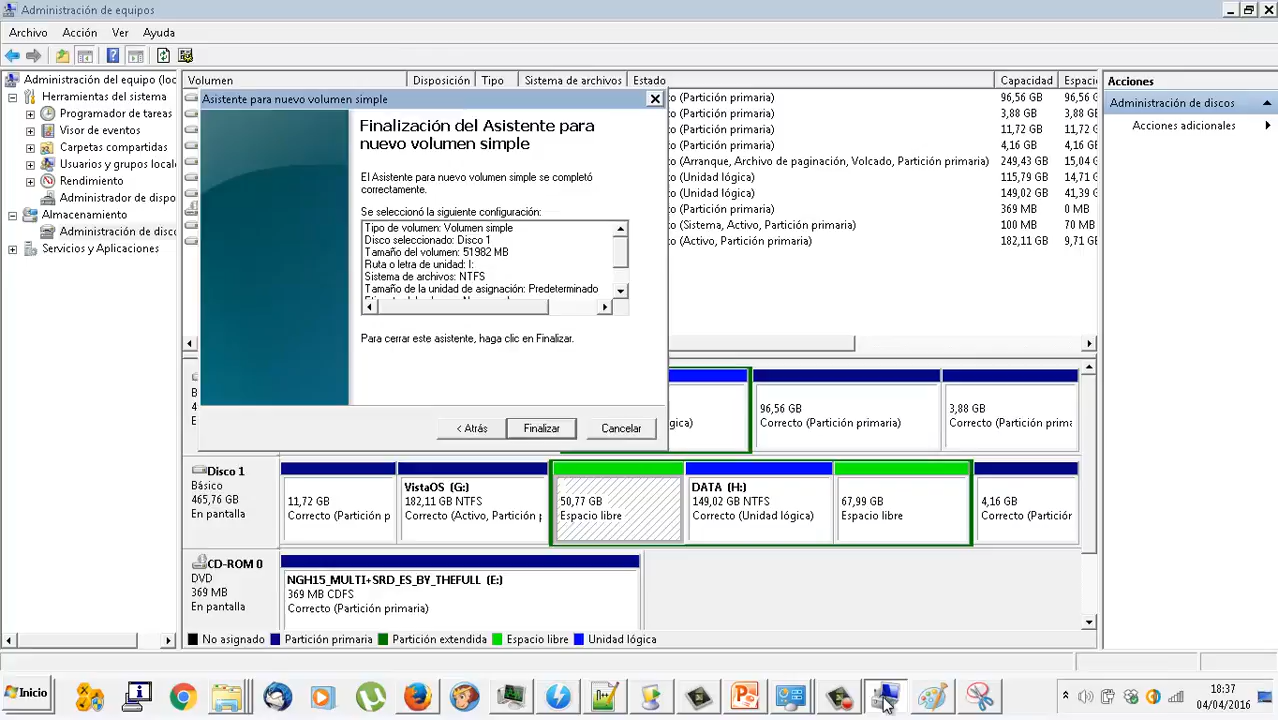 Administración de equipos
Archivo Acción Ver Ayuda
Administración del equipo (loc
Herramientas del sistema
Programador de tareas
Visor de eventos
Carpetas compartidas
Usuarios y grupos locale
Rendimiento
Administrador de dispo
Almacenamiento
Administración de disco
Servicios y Aplicaciones
Volumen Disposición Tipo Sistema de archivos Estado Capacidad Espaci
o (Partición primaria) 96,56 GB 96,56 G
o (Partición primaria) 3,88 GB 3,88 GB
o (Partición primaria) 11,72 GB 11,72 G
o (Partición primaria) 4,16 GB 4,16 GB
o (Arranque, Archivo de paginación, Volcado, Partición primaria) 249,43 GB 15,04 G
o (Unidad lógica) 115,79 GB 14,71 G
o (Unidad lógica) 149,02 GB 41,39 G
o (Partición primaria) 369 MB 0 MB
o (Sistema, Activo, Partición primaria) 100 MB 70 MB
o (Activo, Partición primaria) 182,11 GB 9,71 GB
Asistente para nuevo volumen simple
Finalización del Asistente para
nuevo volumen simple
El Asistente para nuevo volumen simple se completó
correctamente.
Se seleccionó la siguiente configuración:
Tipo de volumen: Volumen simple
Disco seleccionado: Disco 1
Tamaño del volumen: 51982 MB
Ruta o letra de unidad: I:
Sistema de archivos: NTFS
Tamaño de la unidad de asignación: Predeterminado
Para cerrar este asistente, haga clic en Finalizar.
< Atrás Finalizar Cancelar
Acciones
Administración de discos
Acciones adicionales
B
4
E
gica)
96,56 GB
Correcto (Partición primaria)
3,88 GB
Correcto (Partición prima
Disco 1
Básico
465,76 GB
En pantalla
11,72 GB
Correcto (Partición p
VistaOS (G:)
182,11 GB NTFS
Correcto (Activo, Partición p
50,77 GB
Espacio libre
DATA (H:)
149,02 GB NTFS
Correcto (Unidad lógica)
67,99 GB
Espacio libre
4,16 GB
Correcto (Partición
CD-ROM 0
DVD
369 MB
En pantalla
NGH15_MULTI+SRD_ES_BY_THEFULL (E:)
369 MB CDFS
Correcto (Partición primaria)
No asignado Partición primaria Partición extendida Espacio libre Unidad lógica
Inicio
18:37
04/04/2016